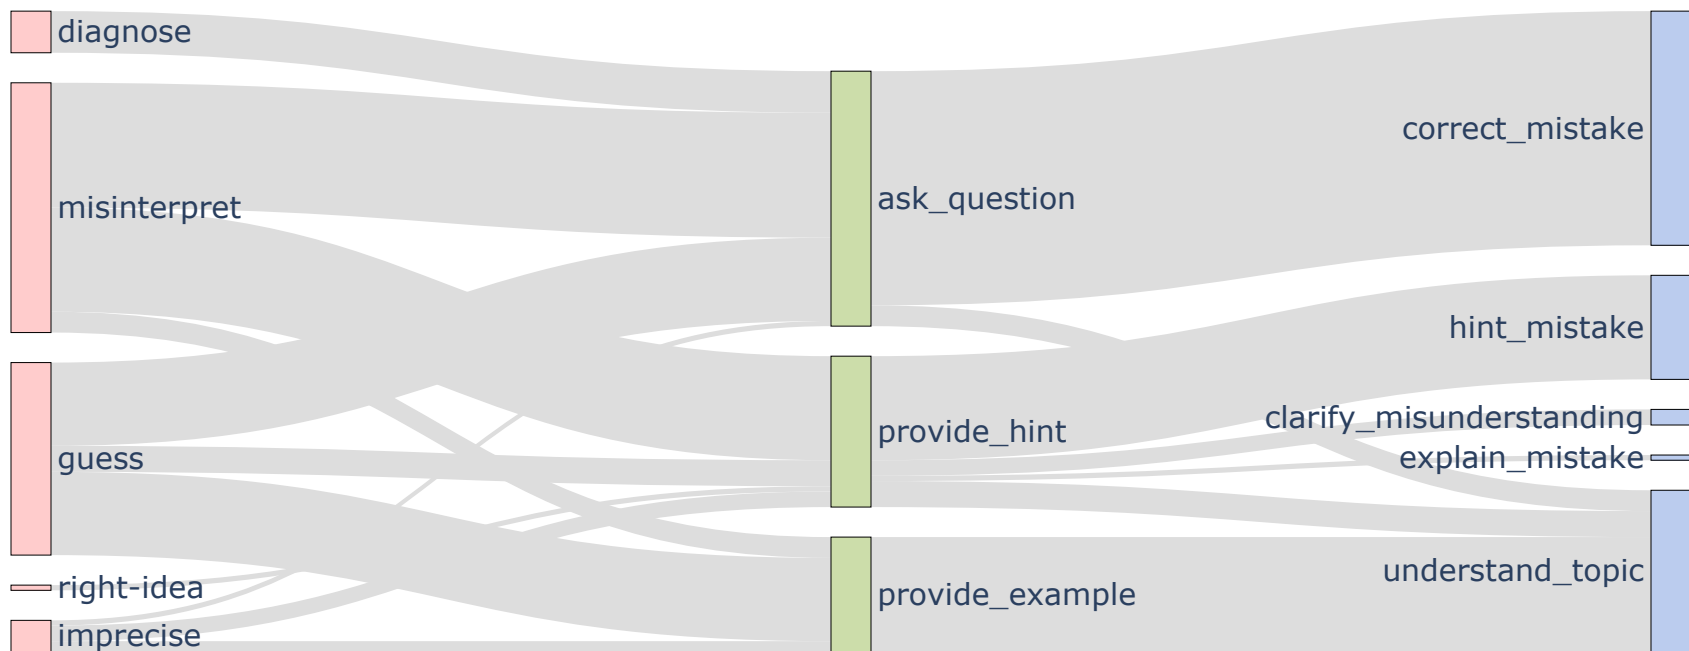 diagnose
misinterpret
guess
right-idea
imprecise
ask_question
provide_hint
provide_example
correct_mistake
hint_mistake
clarify_misunderstanding
explain_mistake
understand_topic